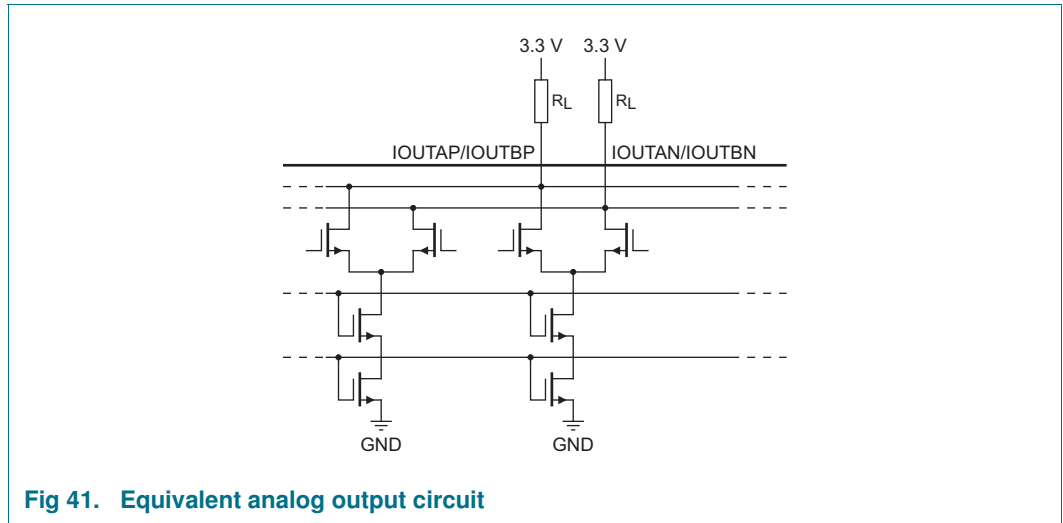 3.3 V 3.3 V
RL RL
IOUTAP/IOUTBP IOUTAN/IOUTBN
GND GND
Fig 41. Equivalent analog output circuit